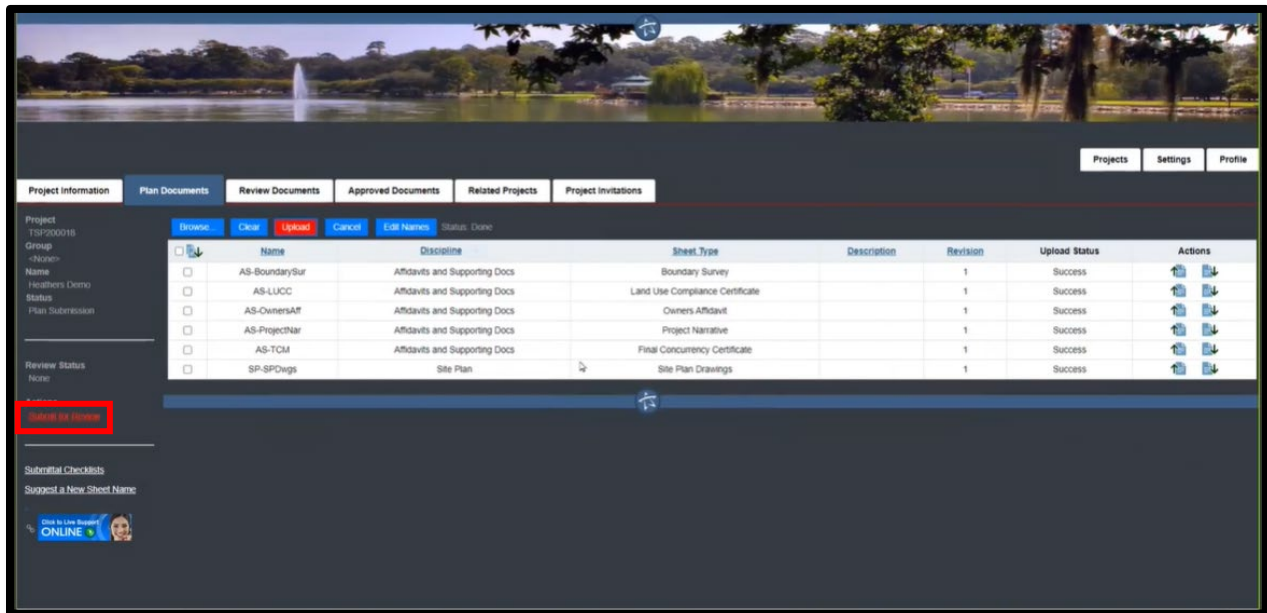 Projects Settings Profile
Project Information Plan Documents Review Documents Approved Documents Related Projects Project Invitations
Project
TSP200018
Group
<None>
Name
Heathers Demo
Status
Plan Submission
Review Status
None
Actions
Submit for Review
Submittal Checklists
Suggest a New Sheet Name
Click to Live Support
ONLINE
Browse... Clear Upload Cancel Edit Names Status: Done
Name Discipline Sheet Type Description Revision Upload Status Actions
AS-BoundarySur Affidavits and Supporting Docs Boundary Survey 1 Success
AS-LUCC Affidavits and Supporting Docs Land Use Compliance Certificate 1 Success
AS-OwnersAff Affidavits and Supporting Docs Owners Affidavit 1 Success
AS-ProjectNar Affidavits and Supporting Docs Project Narrative 1 Success
AS-TCM Affidavits and Supporting Docs Final Concurrency Certificate 1 Success
SP-SPDwgs Site Plan Site Plan Drawings 1 Success